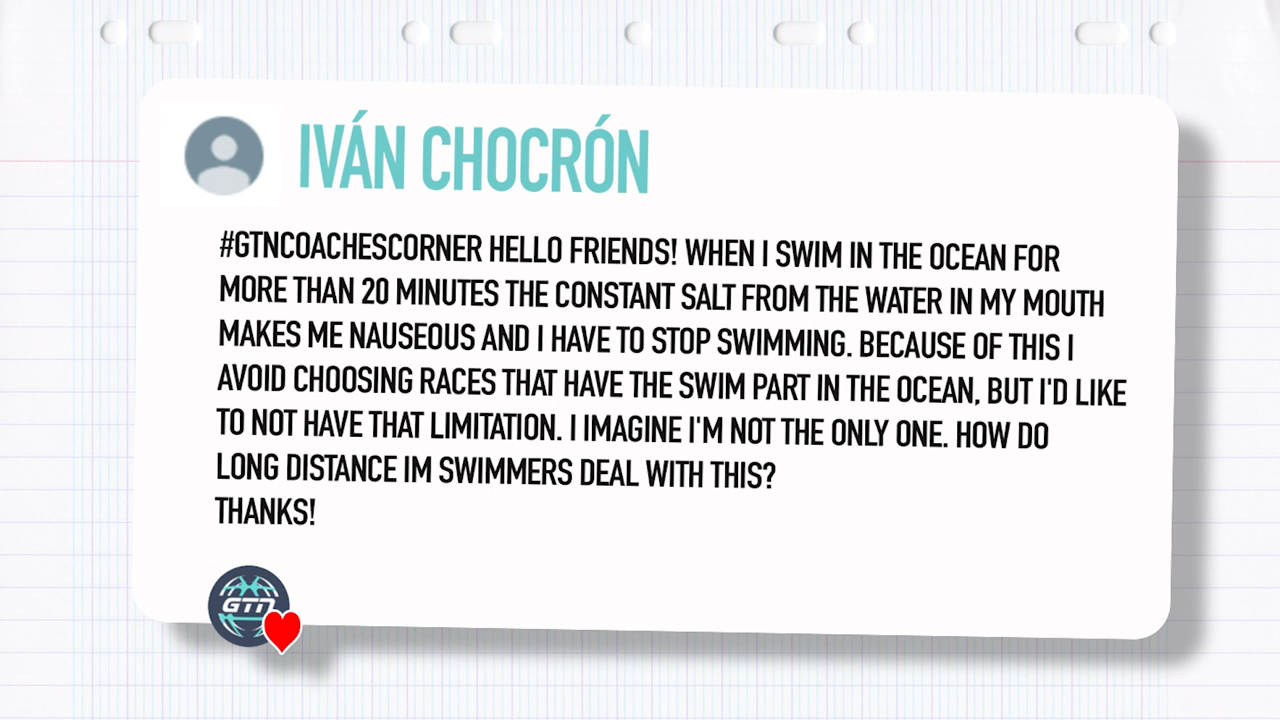 IVÁN CHOCRÓN
#GTNCOACHESCORNER HELLO FRIENDS! WHEN I SWIM IN THE OCEAN FOR
MORE THAN 20 MINUTES THE CONSTANT SALT FROM THE WATER IN MY MOUTH
MAKES ME NAUSEOUS AND I HAVE TO STOP SWIMMING. BECAUSE OF THIS I
AVOID CHOOSING RACES THAT HAVE THE SWIM PART IN THE OCEAN, BUT I'D LIKE
TO NOT HAVE THAT LIMITATION. I IMAGINE I'M NOT THE ONLY ONE. HOW DO
LONG DISTANCE IM SWIMMERS DEAL WITH THIS?
THANKS!
GTN